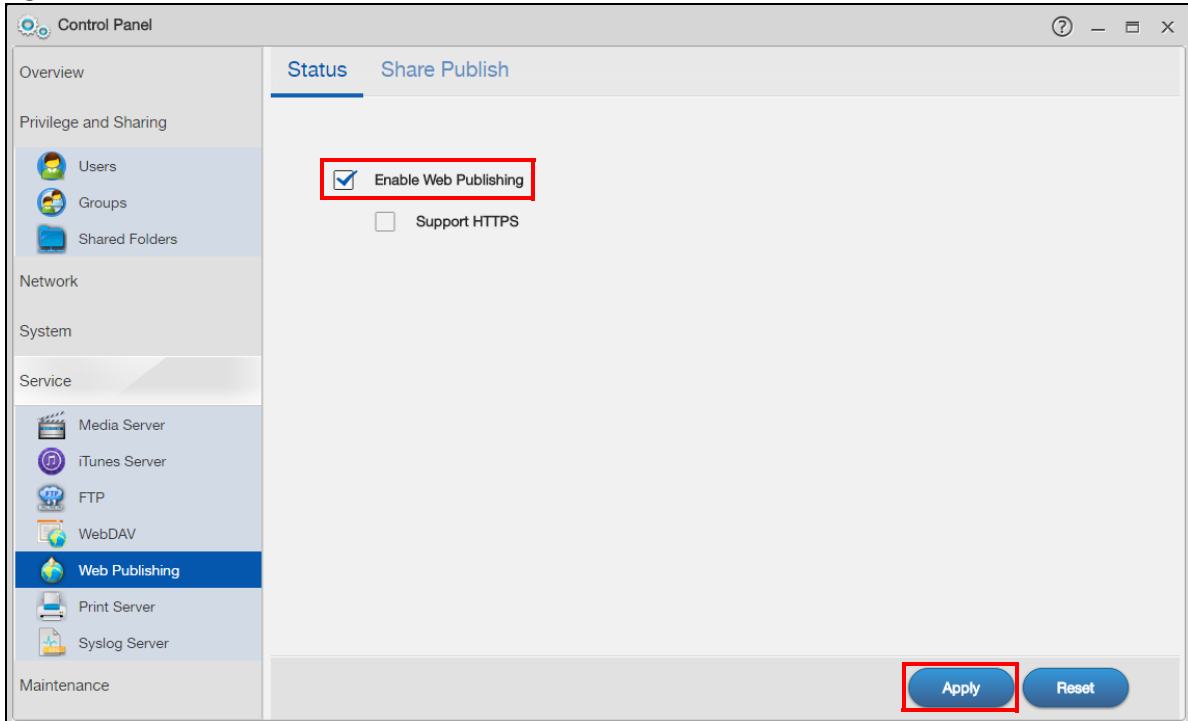 Control Panel
Overview
Privilege and Sharing
Users
Groups
Shared Folders
Network
System
Service
Media Server
iTunes Server
FTP
WebDAV
Web Publishing
Print Server
Syslog Server
Maintenance
Status Share Publish
Enable Web Publishing
Support HTTPS
Apply Reset